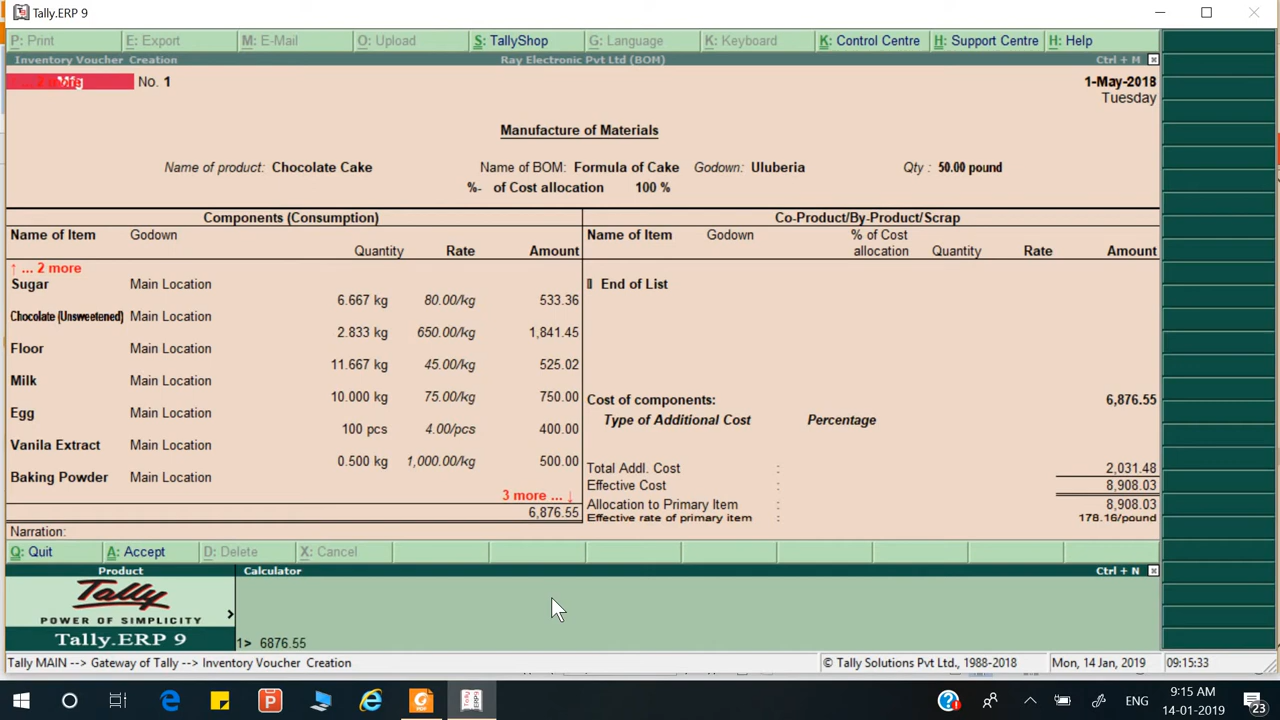 Tally.ERP 9
P: Print E: Export M: E-Mail O: Upload S: TallyShop G: Language K: Keyboard K: Control Centre H: Support Centre H: Help
Inventory Voucher Creation Ray Electronic Pvt Ltd (BOM) Ctrl + M
... 2 more No. 1 1-May-2018
Tuesday
Manufacture of Materials
Name of product: Chocolate Cake Name of BOM: Formula of Cake Godown: Uluberia Qty : 50.00 pound
%- of Cost allocation 100 %
Components (Consumption) Co-Product/By-Product/Scrap
Name of Item Godown Name of Item Godown % of Cost
Quantity Rate Amount allocation Quantity Rate Amount
↑ ... 2 more
Sugar Main Location End of List
6.667 kg 80.00/kg 533.36
Chocolate (Unsweetened) Main Location
2.833 kg 650.00/kg 1,841.45
Floor Main Location
11.667 kg 45.00/kg 525.02
Milk Main Location
10.000 kg 75.00/kg 750.00 Cost of components: 6,876.55
Egg Main Location Type of Additional Cost Percentage
100 pcs 4.00/pcs 400.00
Vanila Extract Main Location
0.500 kg 1,000.00/kg 500.00 Total Addl. Cost : 2,031.48
Baking Powder Main Location Effective Cost : 8,908.03
3 more ... ↓ Allocation to Primary Item : 8,908.03
6,876.55 Effective rate of primary item : 178.16/pound
Narration:
Q: Quit A: Accept D: Delete X: Cancel
Product Calculator Ctrl + N
Tally
POWER OF SIMPLICITY
Tally.ERP 9 1> 6876.55
Tally MAIN --> Gateway of Tally --> Inventory Voucher Creation © Tally Solutions Pvt Ltd., 1988-2018 Mon, 14 Jan, 2019 09:15:33
ENG 9:15 AM
14-01-2019 23